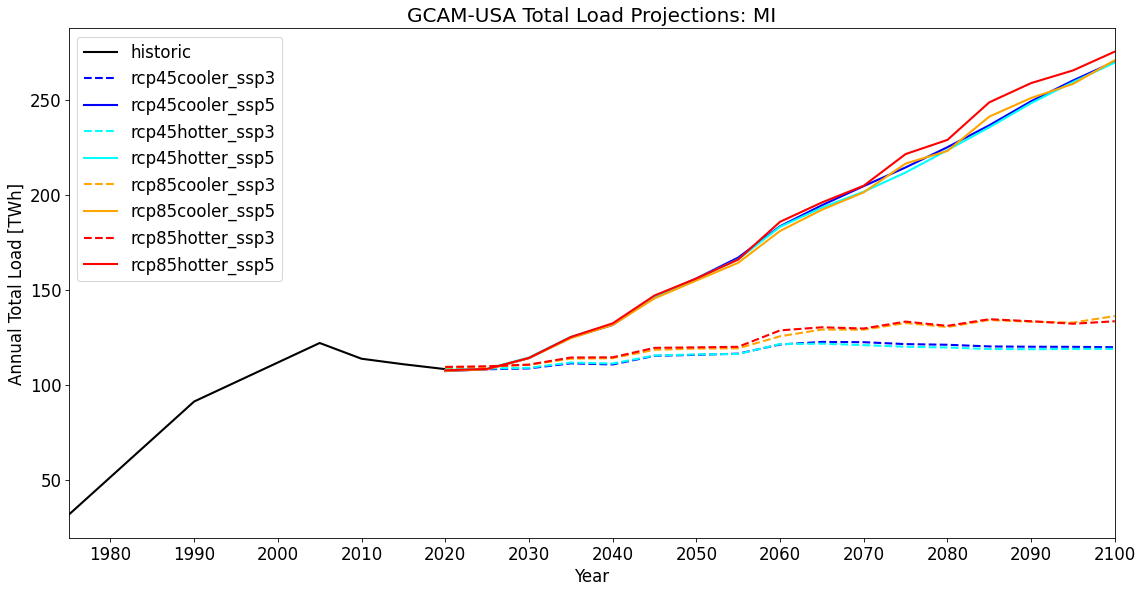 GCAM-USA Total Load Projections: MI
historic
rcp45cooler_ssp3
rcp45cooler_ssp5
rcp45hotter_ssp3
rcp45hotter_ssp5
rcp85cooler_ssp3
rcp85cooler_ssp5
rcp85hotter_ssp3
rcp85hotter_ssp5
Annual Total Load [TWh]
250
200
150
100
50
1980 1990 2000 2010 2020 2030 2040 2050 2060 2070 2080 2090 2100
Year